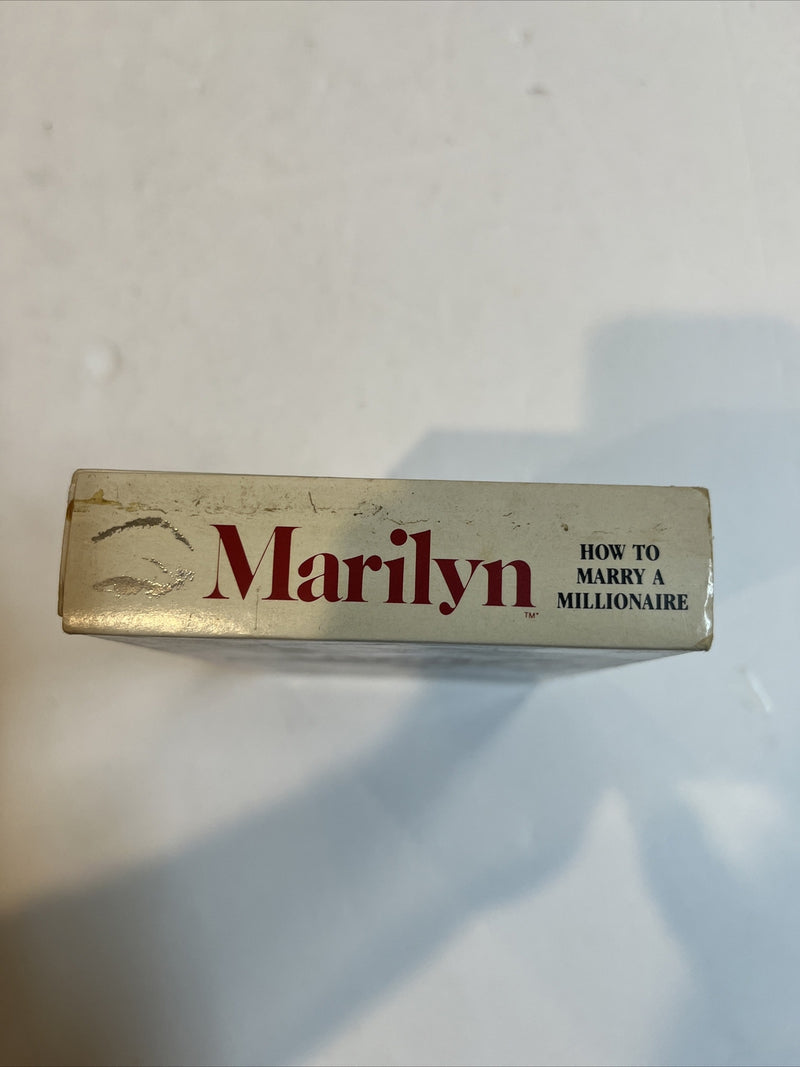 Marilyn
TM
HOW TO
MARRY A
MILLIONAIRE